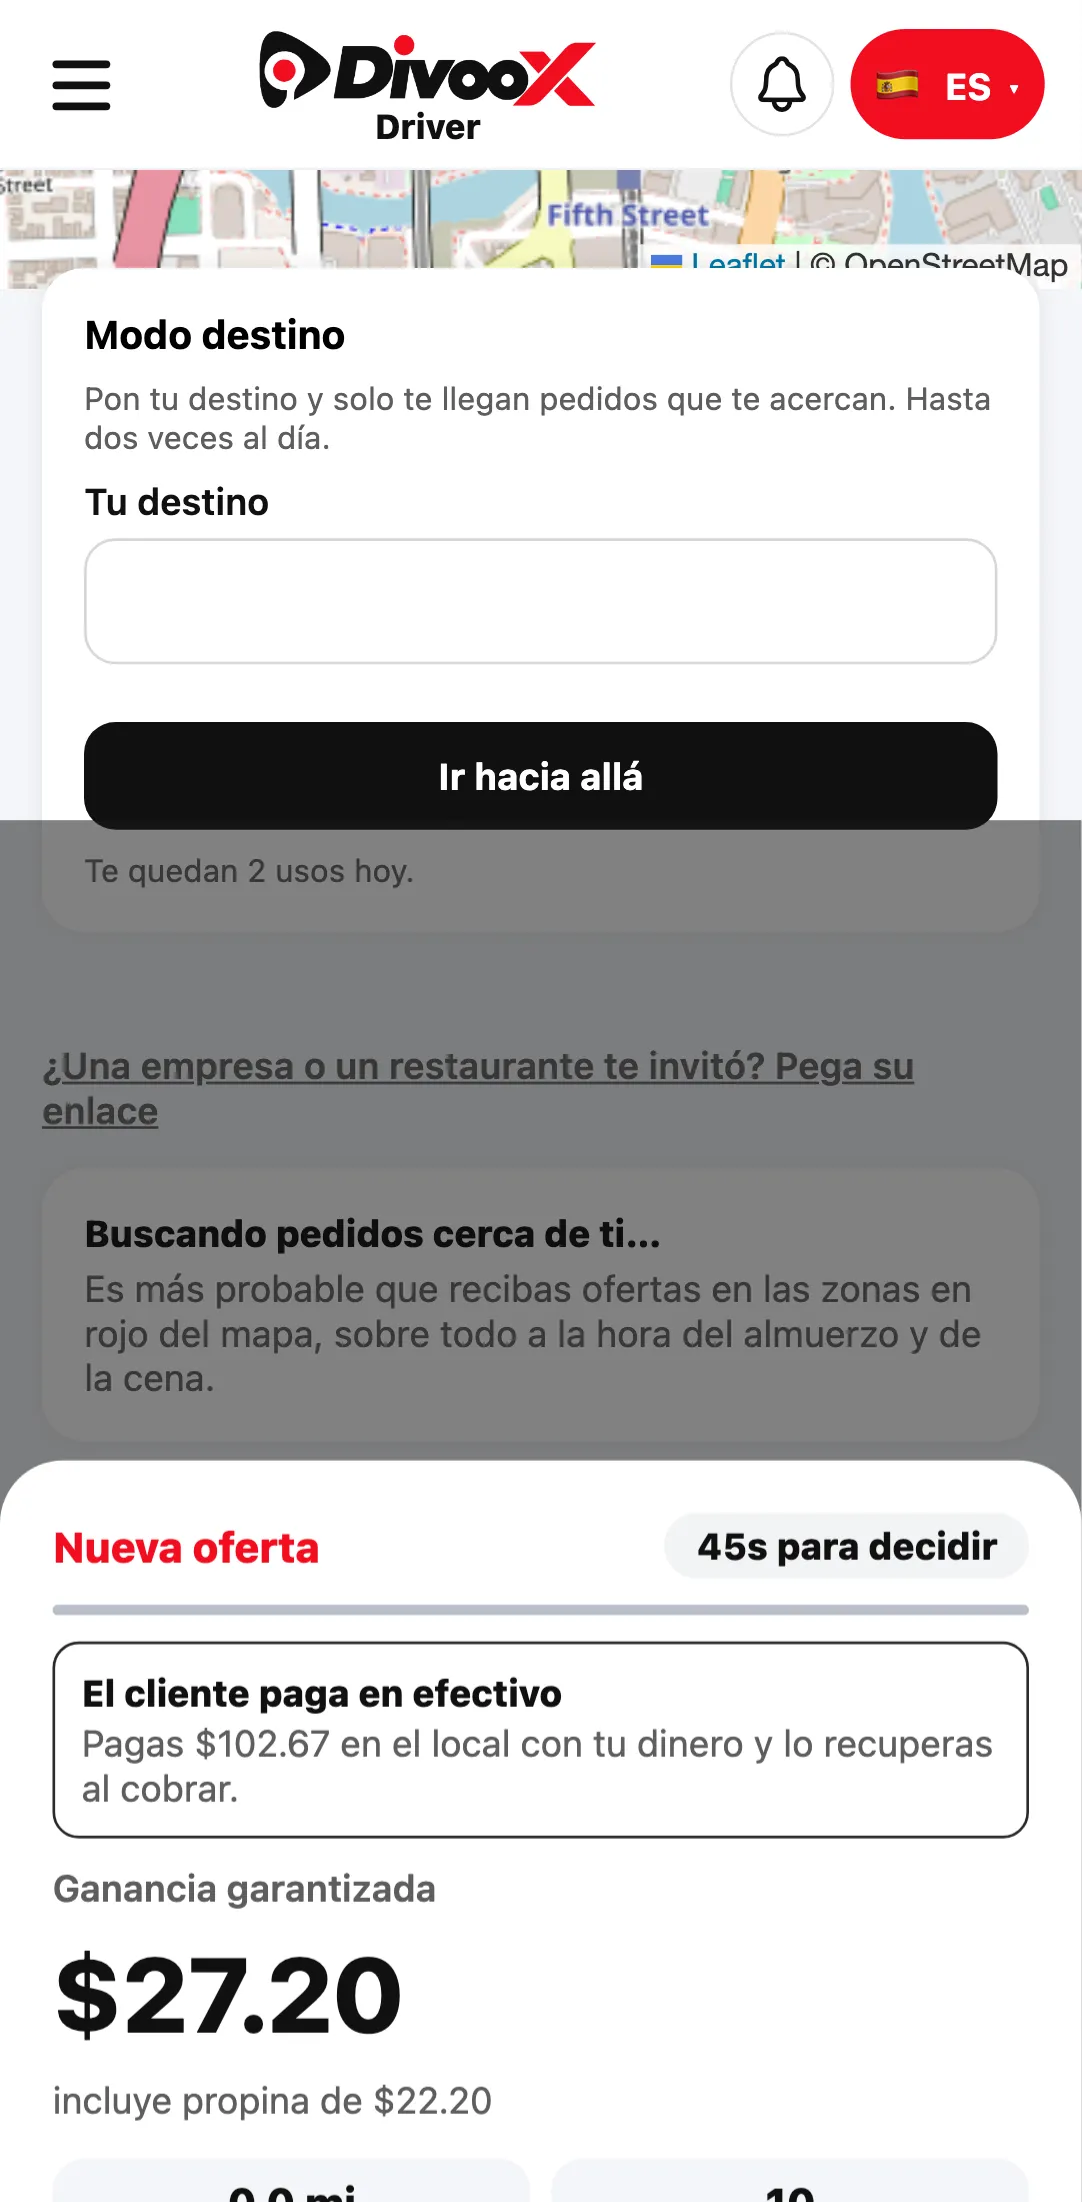 DivooX
Driver
ES
Street
Fifth Street
Leaflet | © OpenStreetMap
Modo destino
Pon tu destino y solo te llegan pedidos que te acercan. Hasta
dos veces al día.
Tu destino
Ir hacia allá
Te quedan 2 usos hoy.
¿Una empresa o un restaurante te invitó? Pega su
enlace
Buscando pedidos cerca de ti...
Es más probable que recibas ofertas en las zonas en
rojo del mapa, sobre todo a la hora del almuerzo y de
la cena.
Nueva oferta
45s para decidir
El cliente paga en efectivo
Pagas $102.67 en el local con tu dinero y lo recuperas
al cobrar.
Ganancia garantizada
$27.20
incluye propina de $22.20
0.0 mi
10